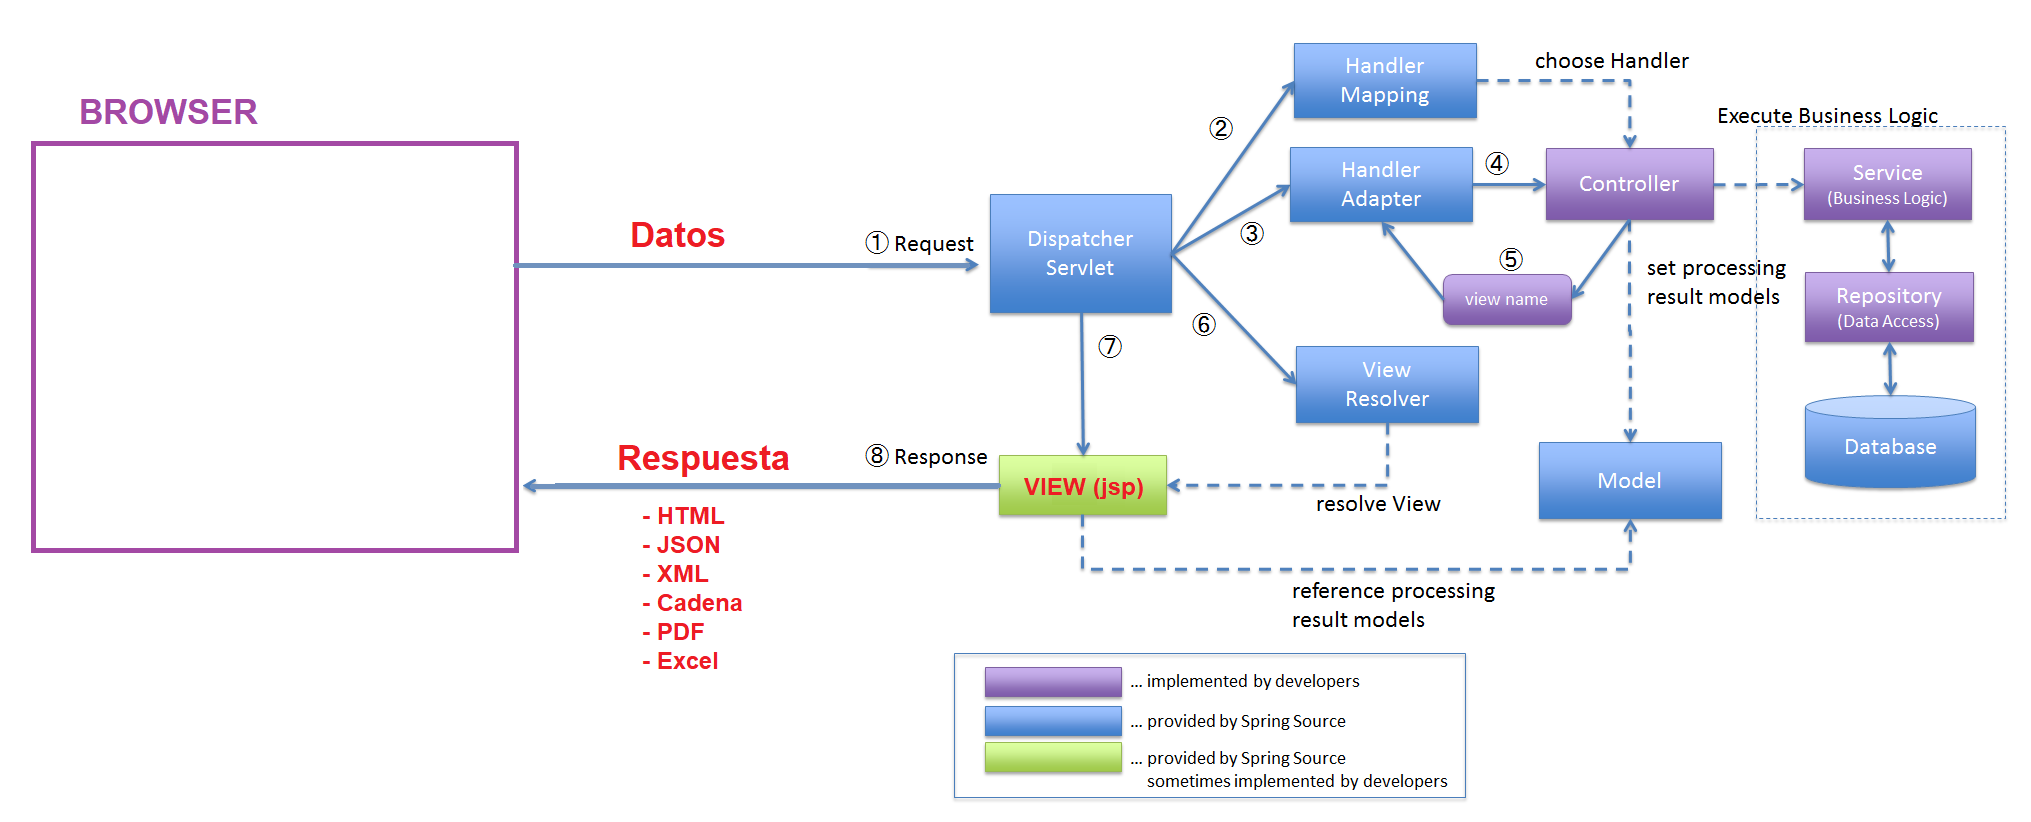 BROWSER
Datos
① Request
Dispatcher
Servlet
②
Handler
Mapping
choose Handler
③
Handler
Adapter
④
Controller
Execute Business Logic
Service
(Business Logic)
⑤
view name
set processing
result models
Repository
(Data Access)
Database
⑥
View
Resolver
⑦
Respuesta
⑧ Response
VIEW (jsp)
resolve View
Model
- HTML
- JSON
- XML
- Cadena
- PDF
- Excel
reference processing
result models
... implemented by developers
... provided by Spring Source
... provided by Spring Source
sometimes implemented by developers